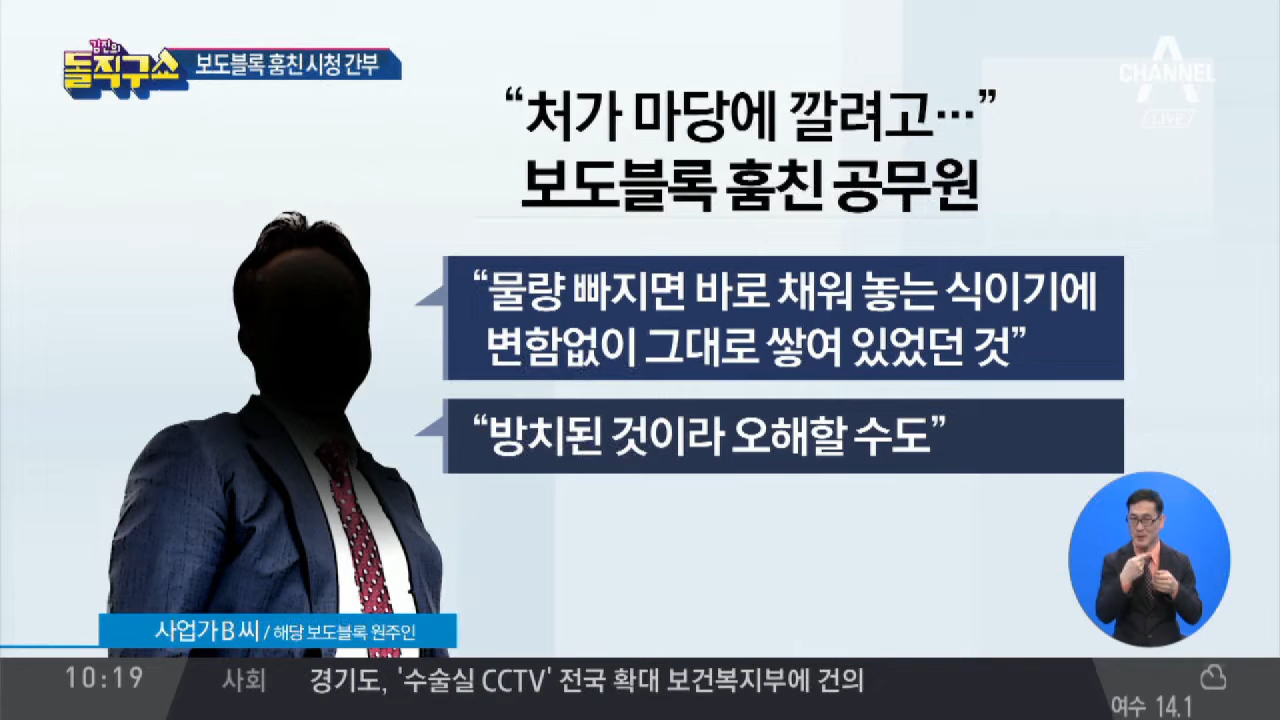 김진의
돌직구쇼
보도블록 훔친 시청 간부
CHANNEL A
LIVE
“처가 마당에 깔려고…”
보도블록 훔친 공무원
“물량 빠지면 바로 채워 놓는 식이기에
변함없이 그대로 쌓여 있었던 것”
“방치된 것이라 오해할 수도”
사업가 B 씨 / 해당 보도블록 원주인
10:19 사회 경기도, '수술실 CCTV' 전국 확대 보건복지부에 건의
여수 14.1